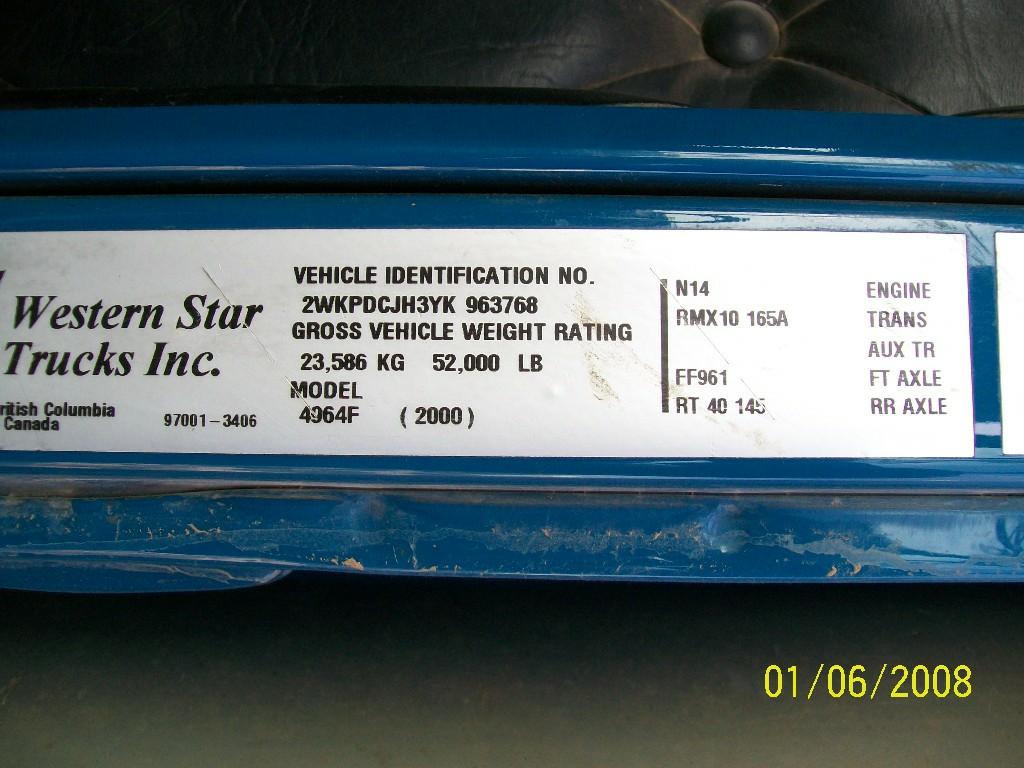 Western Star
Trucks Inc.
Columbia
Canada
97001-3406
VEHICLE IDENTIFICATION NO.
2WKPDCJH3YK 963768
GROSS VEHICLE WEIGHT RATING
23,586 KG 52,000 LB
MODEL
4964F (2000)
N14 ENGINE
RMX10 165A TRANS
AUX TR
FF961 FT AXLE
RT 40 145 RR AXLE
01/06/2008